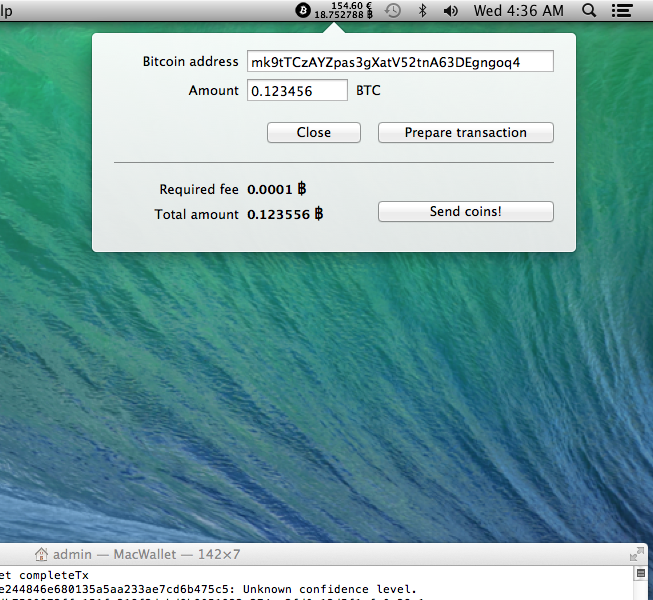 lp
154.60 €
18.752788 ฿
Wed 4:36 AM
Bitcoin address mk9tTCzAYZpas3gXatV52tnA63DEgngoq4
Amount 0.123456 BTC
Close Prepare transaction
Required fee 0.0001 ฿
Total amount 0.123556 ฿ Send coins!
admin — MacWallet — 142×7
et completeTx
e244846e680135a5aa233ae7cd6b475c5: Unknown confidence level.